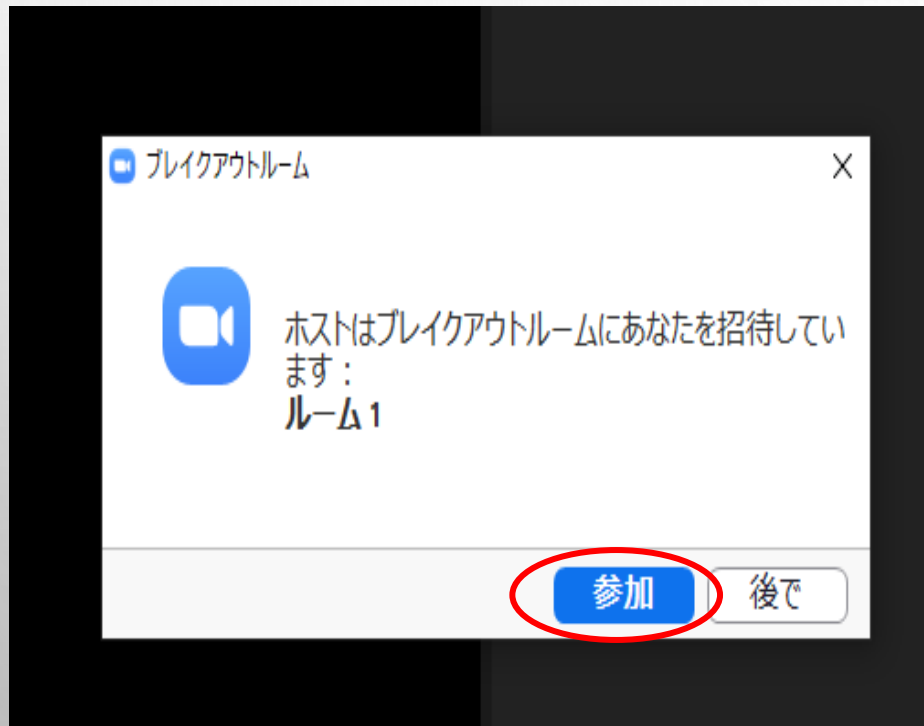 ブレイクアウトルーム
ホストはブレイクアウトルームにあなたを招待してい
ます：
ルーム 1
参加
後で